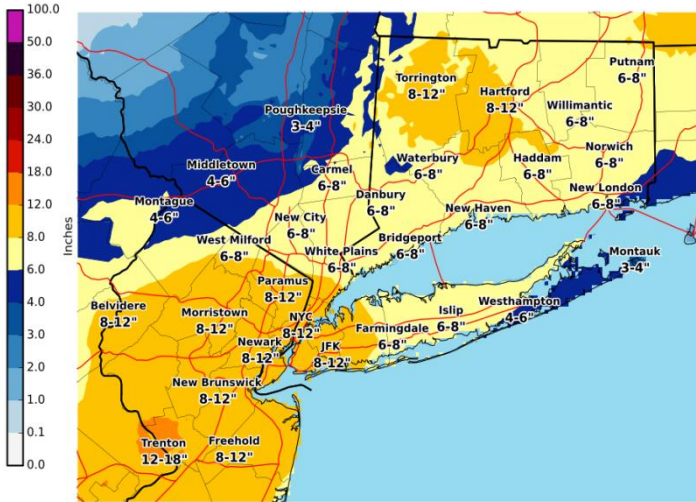 100.0
50.0
36.0
30.0
24.0
18.0
12.0
8.0
6.0
4.0
3.0
2.0
1.0
0.1
0.0
Inches
Putnam
6-8"
Torrington
8-12"
Hartford
8-12"
Willimantic
6-8"
Poughkeepsie
3-4"
Norwich
6-8"
Middletown
4-6"
Carmel
6-8"
Waterbury
6-8"
Haddam
6-8"
New London
6-8"
Danbury
6-8"
Montague
4-6"
New City
6-8"
New Haven
6-8"
West Milford
6-8"
White Plains
6-8"
Bridgeport
6-8"
Montauk
3-4"
Paramus
8-12"
Belvidere
8-12"
Morristown
8-12"
NYC
8-12"
Islip
6-8"
Westhampton
4-6"
Farmingdale
6-8"
Newark
8-12"
JFK
8-12"
New Brunswick
8-12"
Trenton
12-18"
Freehold
8-12"